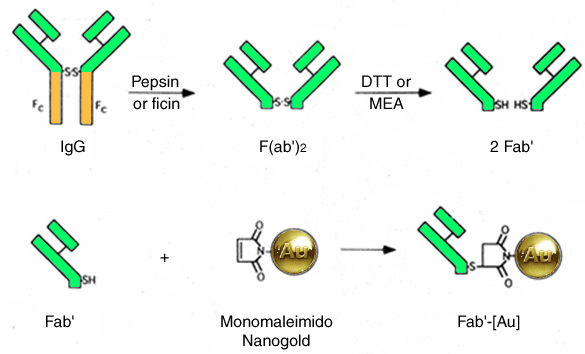 S-S
Fc Fc
IgG
Pepsin
or ficin
S-S
F(ab')2
DTT or
MEA
SH HS
2 Fab'
SH
Fab'
+
O
N
O
Au
Monomaleimido
Nanogold
S
O
N
O
Au
Fab'-[Au]